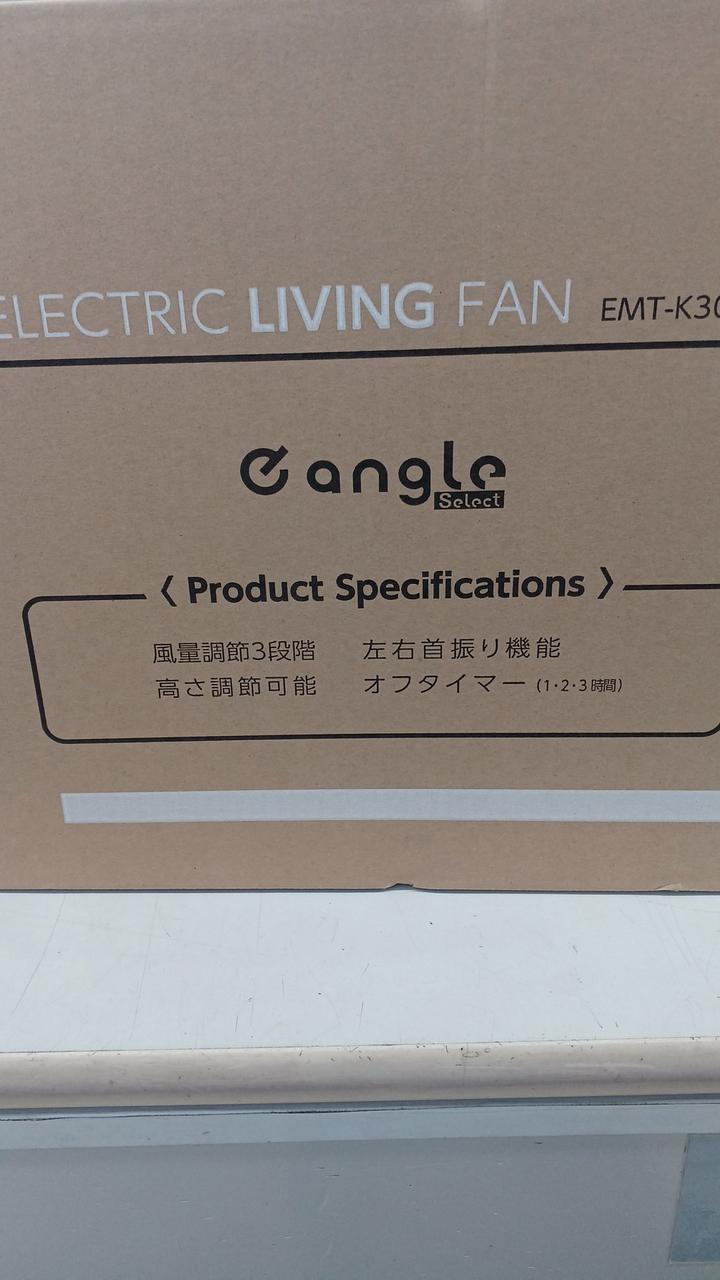 ELECTRIC LIVING FAN EMT-K30
e angle
Select
〈 Product Specifications 〉
風量調節3段階 左右首振り機能
高さ調節可能 オフタイマー (1・2・3時間)